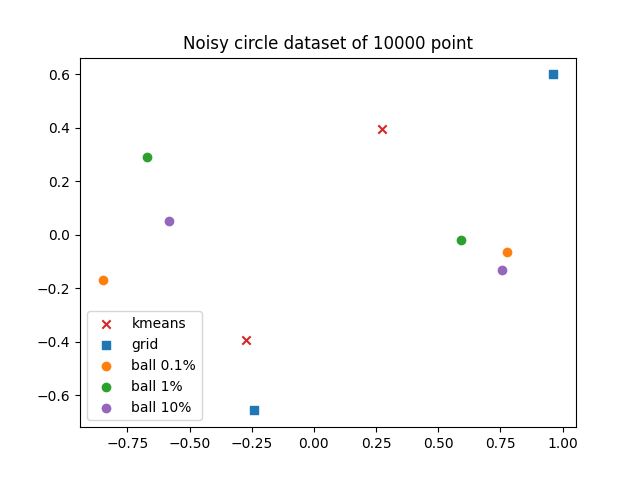 Noisy circle dataset of 10000 point
0.6
0.4
0.2
0.0
−0.2
−0.4
−0.6
kmeans
grid
ball 0.1%
ball 1%
ball 10%
−0.75 −0.50 −0.25 0.00 0.25 0.50 0.75 1.00